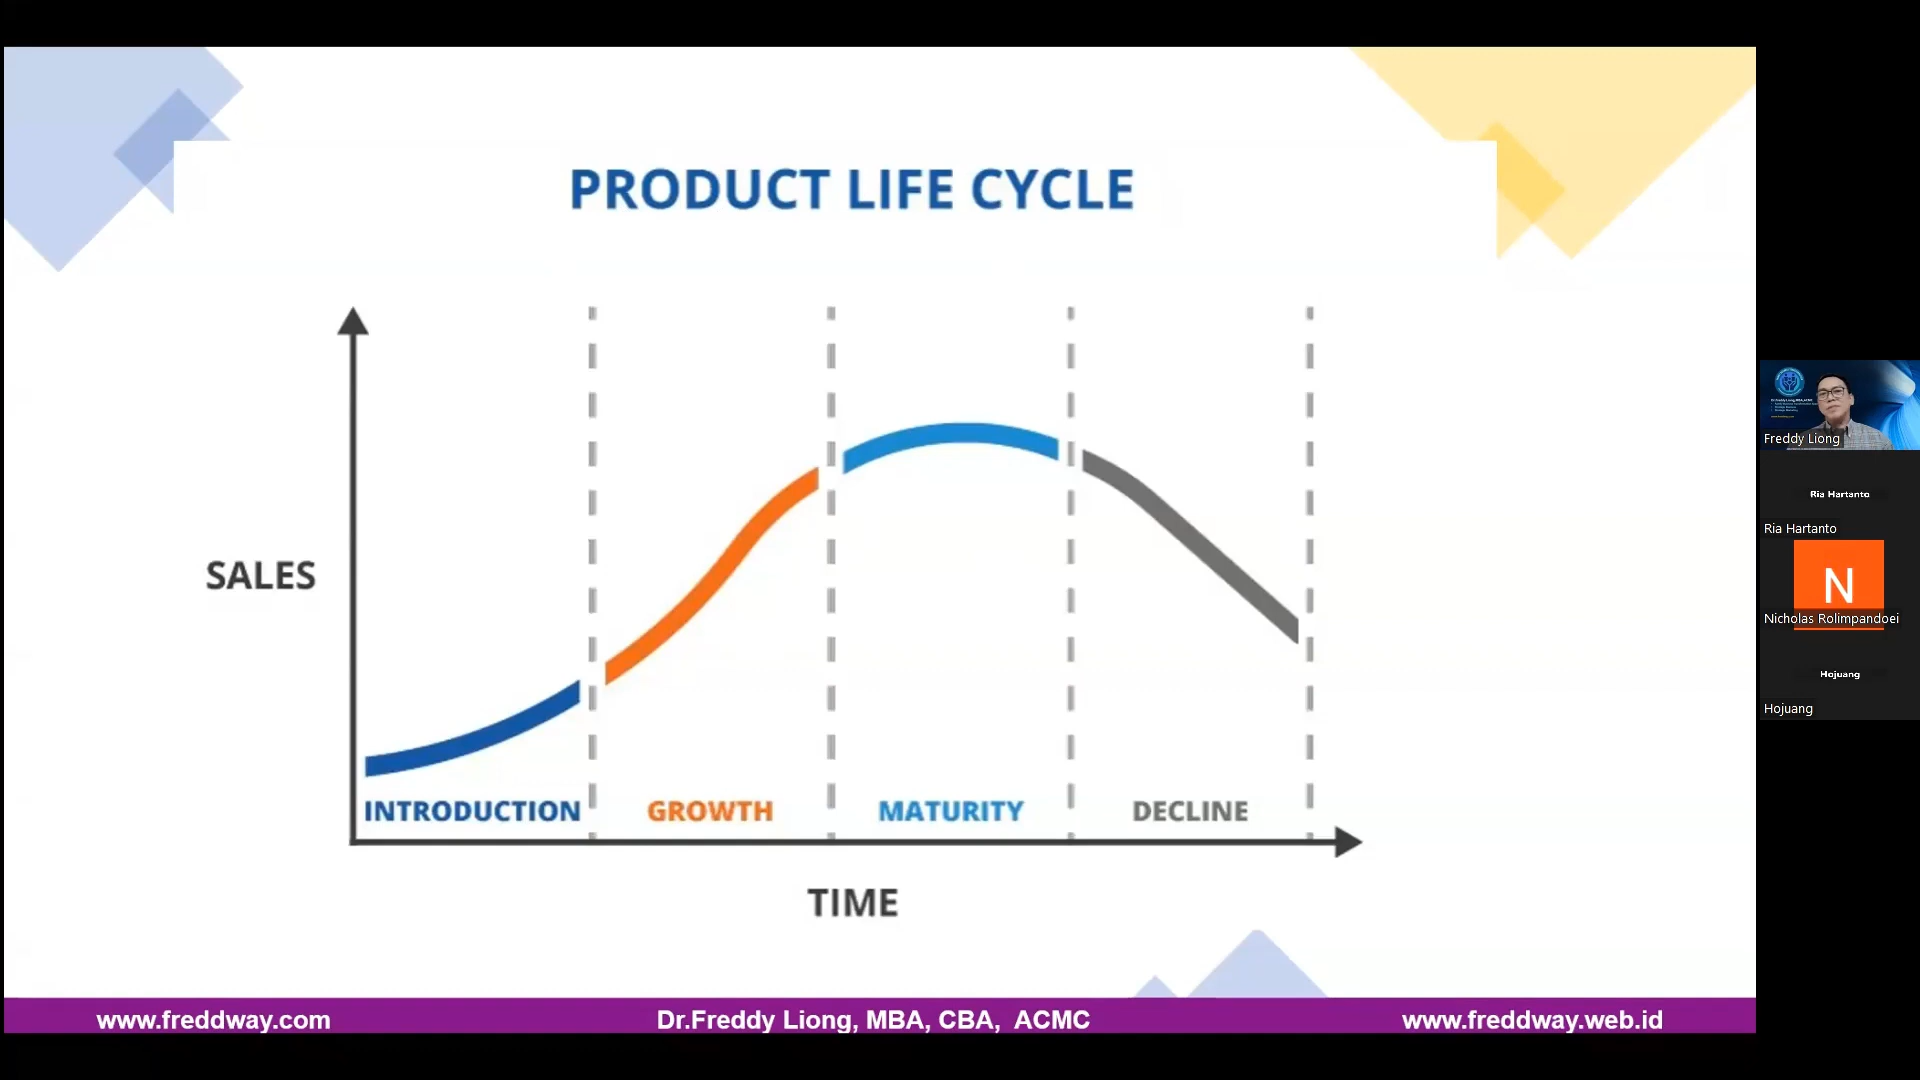 PRODUCT LIFE CYCLE
SALES
INTRODUCTION
GROWTH
MATURITY
DECLINE
TIME
www.freddway.com
Dr.Freddy Liong, MBA, CBA, ACMC
www.freddway.web.id
Freddy Liong
Ria Hartanto
Ria Hartanto
N
Nicholas Rolimpandoei
Hojuang
Hojuang